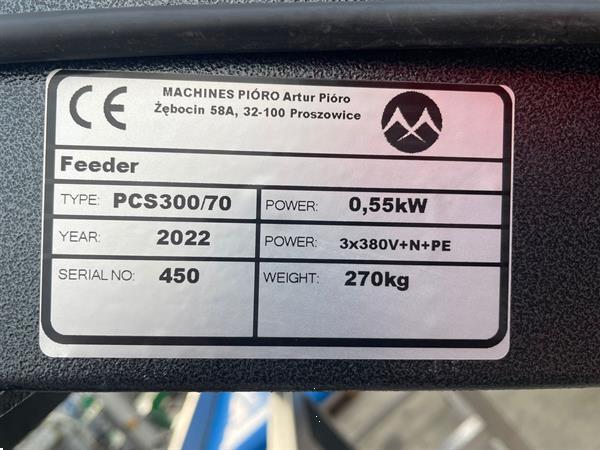 CE
MACHINES PIÓRO Artur Pióro
Żębocin 58A, 32-100 Proszowice
Feeder
TYPE: PCS300/70 POWER: 0,55kW
YEAR: 2022 POWER: 3x380V+N+PE
SERIAL NO: 450 WEIGHT: 270kg